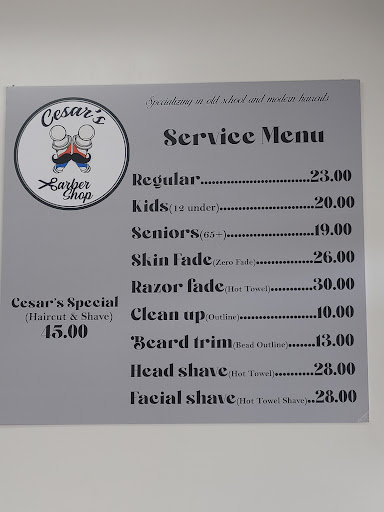 Cesar's
Barber
Shop
Specializing in old school and modern haircuts
Service Menu
Regular......................23.00
Kids(12 under)......................20.00
Seniors(65+)......................19.00
Skin Fade(Zero Fade)..............26.00
Razor fade(Hot Towel)..........30.00
Clean up(Outline)................10.00
Beard trim(Bead Outline).......13.00
Head shave(Hot Towel)..........28.00
Facial shave(Hot Towel Shave)..28.00
Cesar's Special
(Haircut & Shave)
45.00